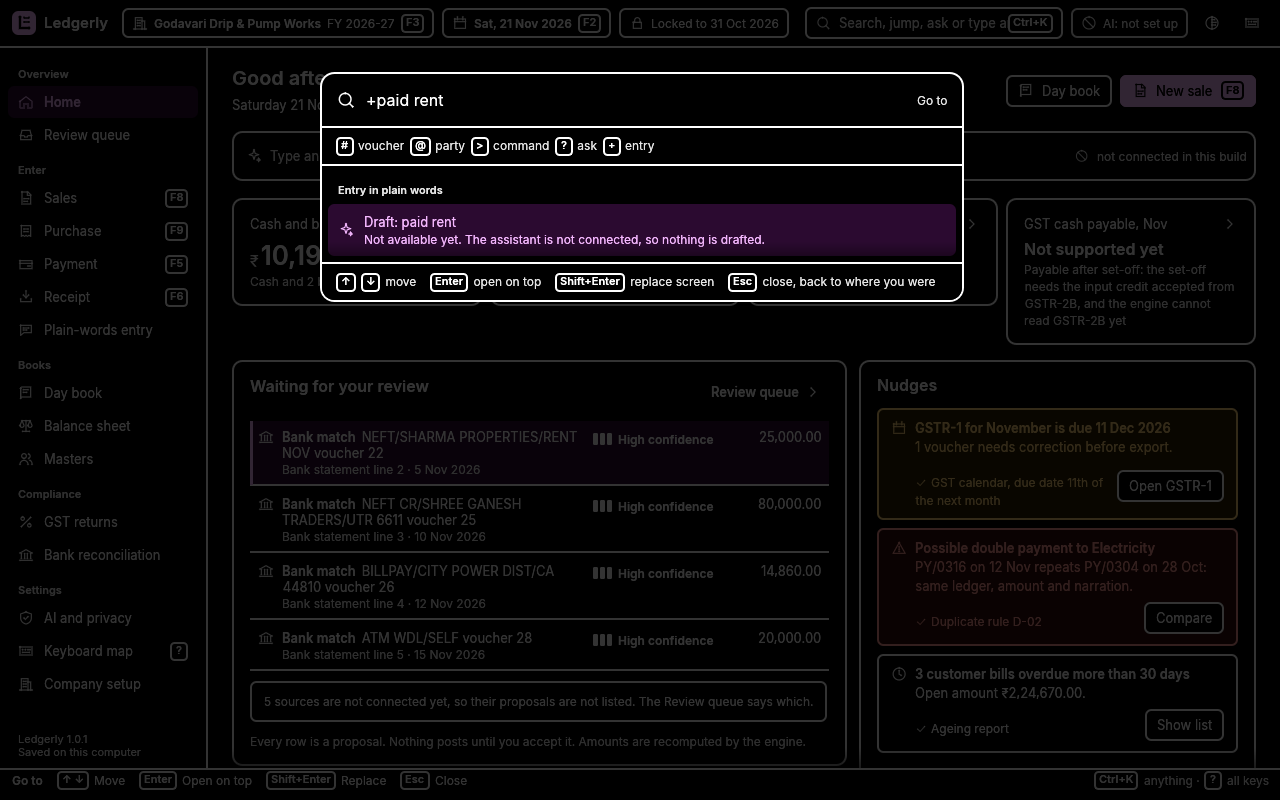 Ledgerly
Godavari Drip & Pump Works FY 2026-27 F3
Sat, 21 Nov 2026 F2
Locked to 31 Oct 2026
Search, jump, ask or type a Ctrl+K
AI: not set up
Overview
Home
Review queue
Enter
Sales F8
Purchase F9
Payment F5
Receipt F6
Plain-words entry
Books
Day book
Balance sheet
Masters
Compliance
GST returns
Bank reconciliation
Settings
AI and privacy
Keyboard map ?
Company setup
Ledgerly 1.0.1
Saved on this computer
Good afte
Saturday 21 No
Day book
New sale F8
+paid rent
Go to
# voucher @ party > command ? ask + entry
Entry in plain words
Draft: paid rent
Not available yet. The assistant is not connected, so nothing is drafted.
↑ ↓ move Enter open on top Shift+Enter replace screen Esc close, back to where you were
Type an
not connected in this build
Cash and b
₹10,19
Cash and 2 b
GST cash payable, Nov
Not supported yet
Payable after set-off: the set-off
needs the input credit accepted from
GSTR-2B, and the engine cannot
read GSTR-2B yet
Waiting for your review
Review queue
Bank match NEFT/SHARMA PROPERTIES/RENT
NOV voucher 22
Bank statement line 2 · 5 Nov 2026
High confidence
25,000.00
Bank match NEFT CR/SHREE GANESH
TRADERS/UTR 6611 voucher 25
Bank statement line 3 · 10 Nov 2026
High confidence
80,000.00
Bank match BILLPAY/CITY POWER DIST/CA
44810 voucher 26
Bank statement line 4 · 12 Nov 2026
High confidence
14,860.00
Bank match ATM WDL/SELF voucher 28
Bank statement line 5 · 15 Nov 2026
High confidence
20,000.00
5 sources are not connected yet, so their proposals are not listed. The Review queue says which.
Every row is a proposal. Nothing posts until you accept it. Amounts are recomputed by the engine.
Nudges
GSTR-1 for November is due 11 Dec 2026
1 voucher needs correction before export.
✓ GST calendar, due date 11th of
the next month
Open GSTR-1
Possible double payment to Electricity
PY/0316 on 12 Nov repeats PY/0304 on 28 Oct:
same ledger, amount and narration.
✓ Duplicate rule D-02
Compare
3 customer bills overdue more than 30 days
Open amount ₹2,24,670.00.
✓ Ageing report
Show list
Go to ↑↓ Move Enter Open on top Shift+Enter Replace Esc Close
Ctrl+K anything · ? all keys